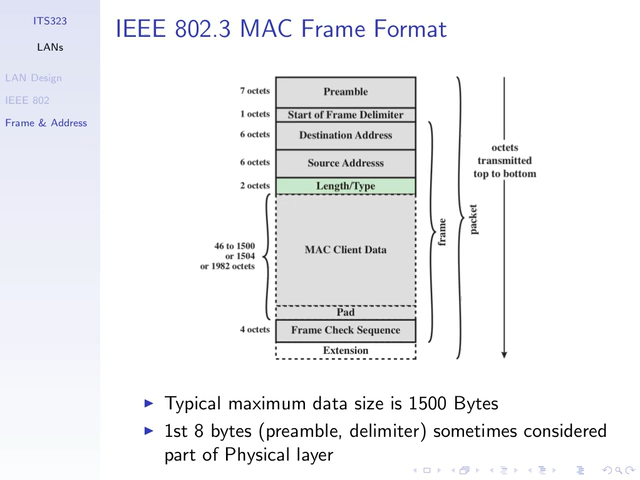 ITS323
LANs
LAN Design
IEEE 802
Frame & Address
IEEE 802.3 MAC Frame Format
7 octets Preamble
1 octets Start of Frame Delimiter
6 octets Destination Address
6 octets Source Addresss
2 octets Length/Type
46 to 1500
or 1504
or 1982 octets
MAC Client Data
Pad
4 octets Frame Check Sequence
Extension
frame
packet
octets
transmitted
top to bottom
Typical maximum data size is 1500 Bytes
1st 8 bytes (preamble, delimiter) sometimes considered
part of Physical layer